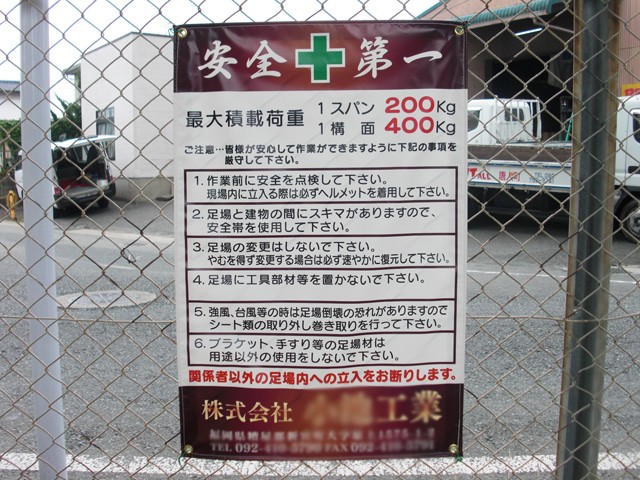 安全 第一
最大積載荷重
1スパン 200Kg
1構面 400Kg
ご注意…皆様が安心して作業ができますように下記の事項を
厳守して下さい。
1.作業前に安全を点検して下さい。
現場内に立入る際は必ずヘルメットを着用して下さい。
2.足場と建物の間にスキマがありますので、
安全帯を使用して下さい。
3.足場の変更はしないで下さい。
やむを得ず変更する場合は必ず速やかに復元して下さい。
4.足場に工具部材等を置かないで下さい。
5.強風、台風等の時は足場倒壊の恐れがありますので
シート類の取り外し巻き取りを行って下さい。
6.ブラケット、手すり等の足場材は
用途以外の使用をしないで下さい。
関係者以外の足場内への立入をお断りします。
株式会社 工業